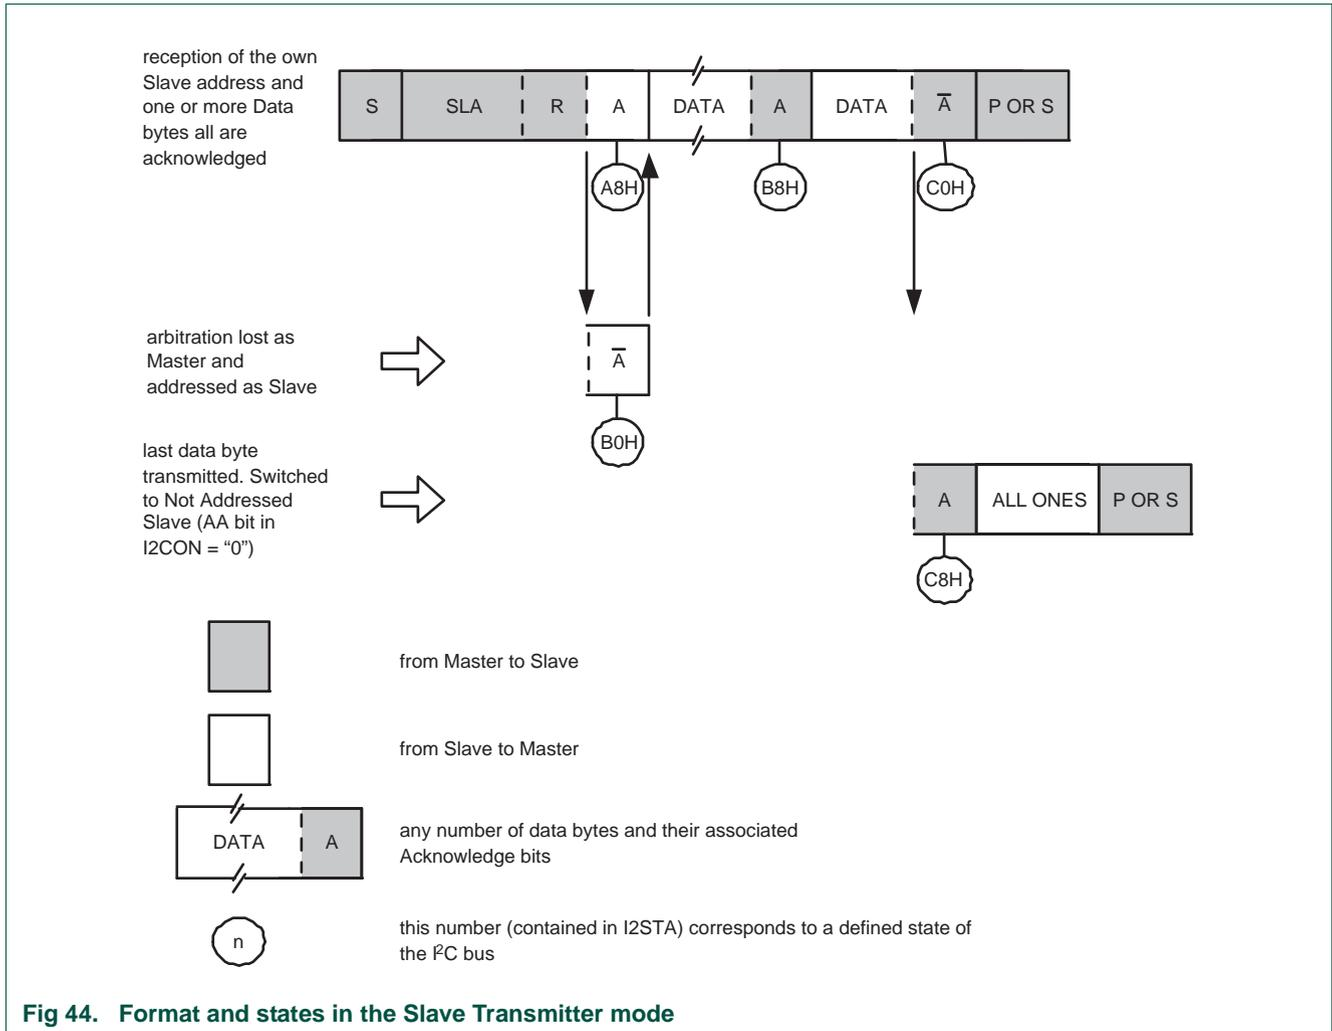 reception of the own
Slave address and
one or more Data
bytes all are
acknowledged
S SLA R A DATA A DATA A̅ P OR S
A8H B8H C0H
arbitration lost as
Master and
addressed as Slave
A̅
B0H
last data byte
transmitted. Switched
to Not Addressed
Slave (AA bit in
I2CON = “0”)
A ALL ONES P OR S
C8H
from Master to Slave
from Slave to Master
DATA A
any number of data bytes and their associated
Acknowledge bits
n
this number (contained in I2STA) corresponds to a defined state of
the I²C bus
Fig 44. Format and states in the Slave Transmitter mode